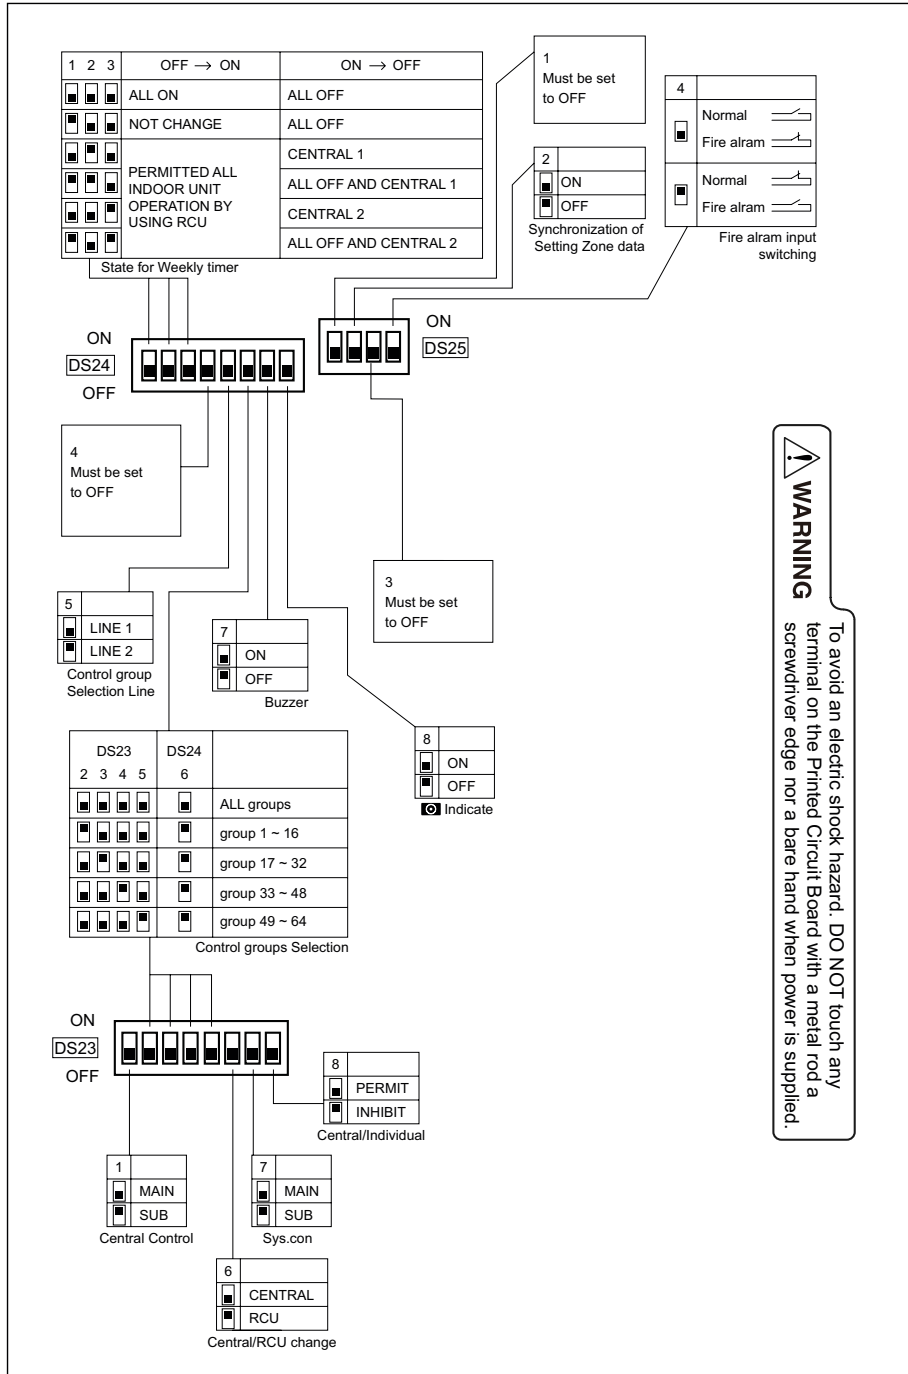 1 2 3 OFF → ON ON → OFF
ALL ON ALL OFF
NOT CHANGE ALL OFF
PERMITTED ALL
INDOOR UNIT
OPERATION BY
USING RCU
CENTRAL 1
ALL OFF AND CENTRAL 1
CENTRAL 2
ALL OFF AND CENTRAL 2
State for Weekly timer
1
Must be set
to OFF
2
ON
OFF
Synchronization of
Setting Zone data
4
Normal
Fire alram
Normal
Fire alram
Fire alram input
switching
ON
DS24
OFF
ON
DS25
4
Must be set
to OFF
3
Must be set
to OFF
5
LINE 1
LINE 2
Control group
Selection Line
7
ON
OFF
Buzzer
8
ON
OFF
Indicate
DS23 DS24
2 3 4 5 6
ALL groups
group 1 ~ 16
group 17 ~ 32
group 33 ~ 48
group 49 ~ 64
Control groups Selection
ON
DS23
OFF
8
PERMIT
INHIBIT
Central/Individual
1
MAIN
SUB
Central Control
7
MAIN
SUB
Sys.con
6
CENTRAL
RCU
Central/RCU change
WARNING
To avoid an electric shock hazard. DO NOT touch any
terminal on the Printed Circuit Board with a metal rod a
screwdriver edge nor a bare hand when power is supplied.